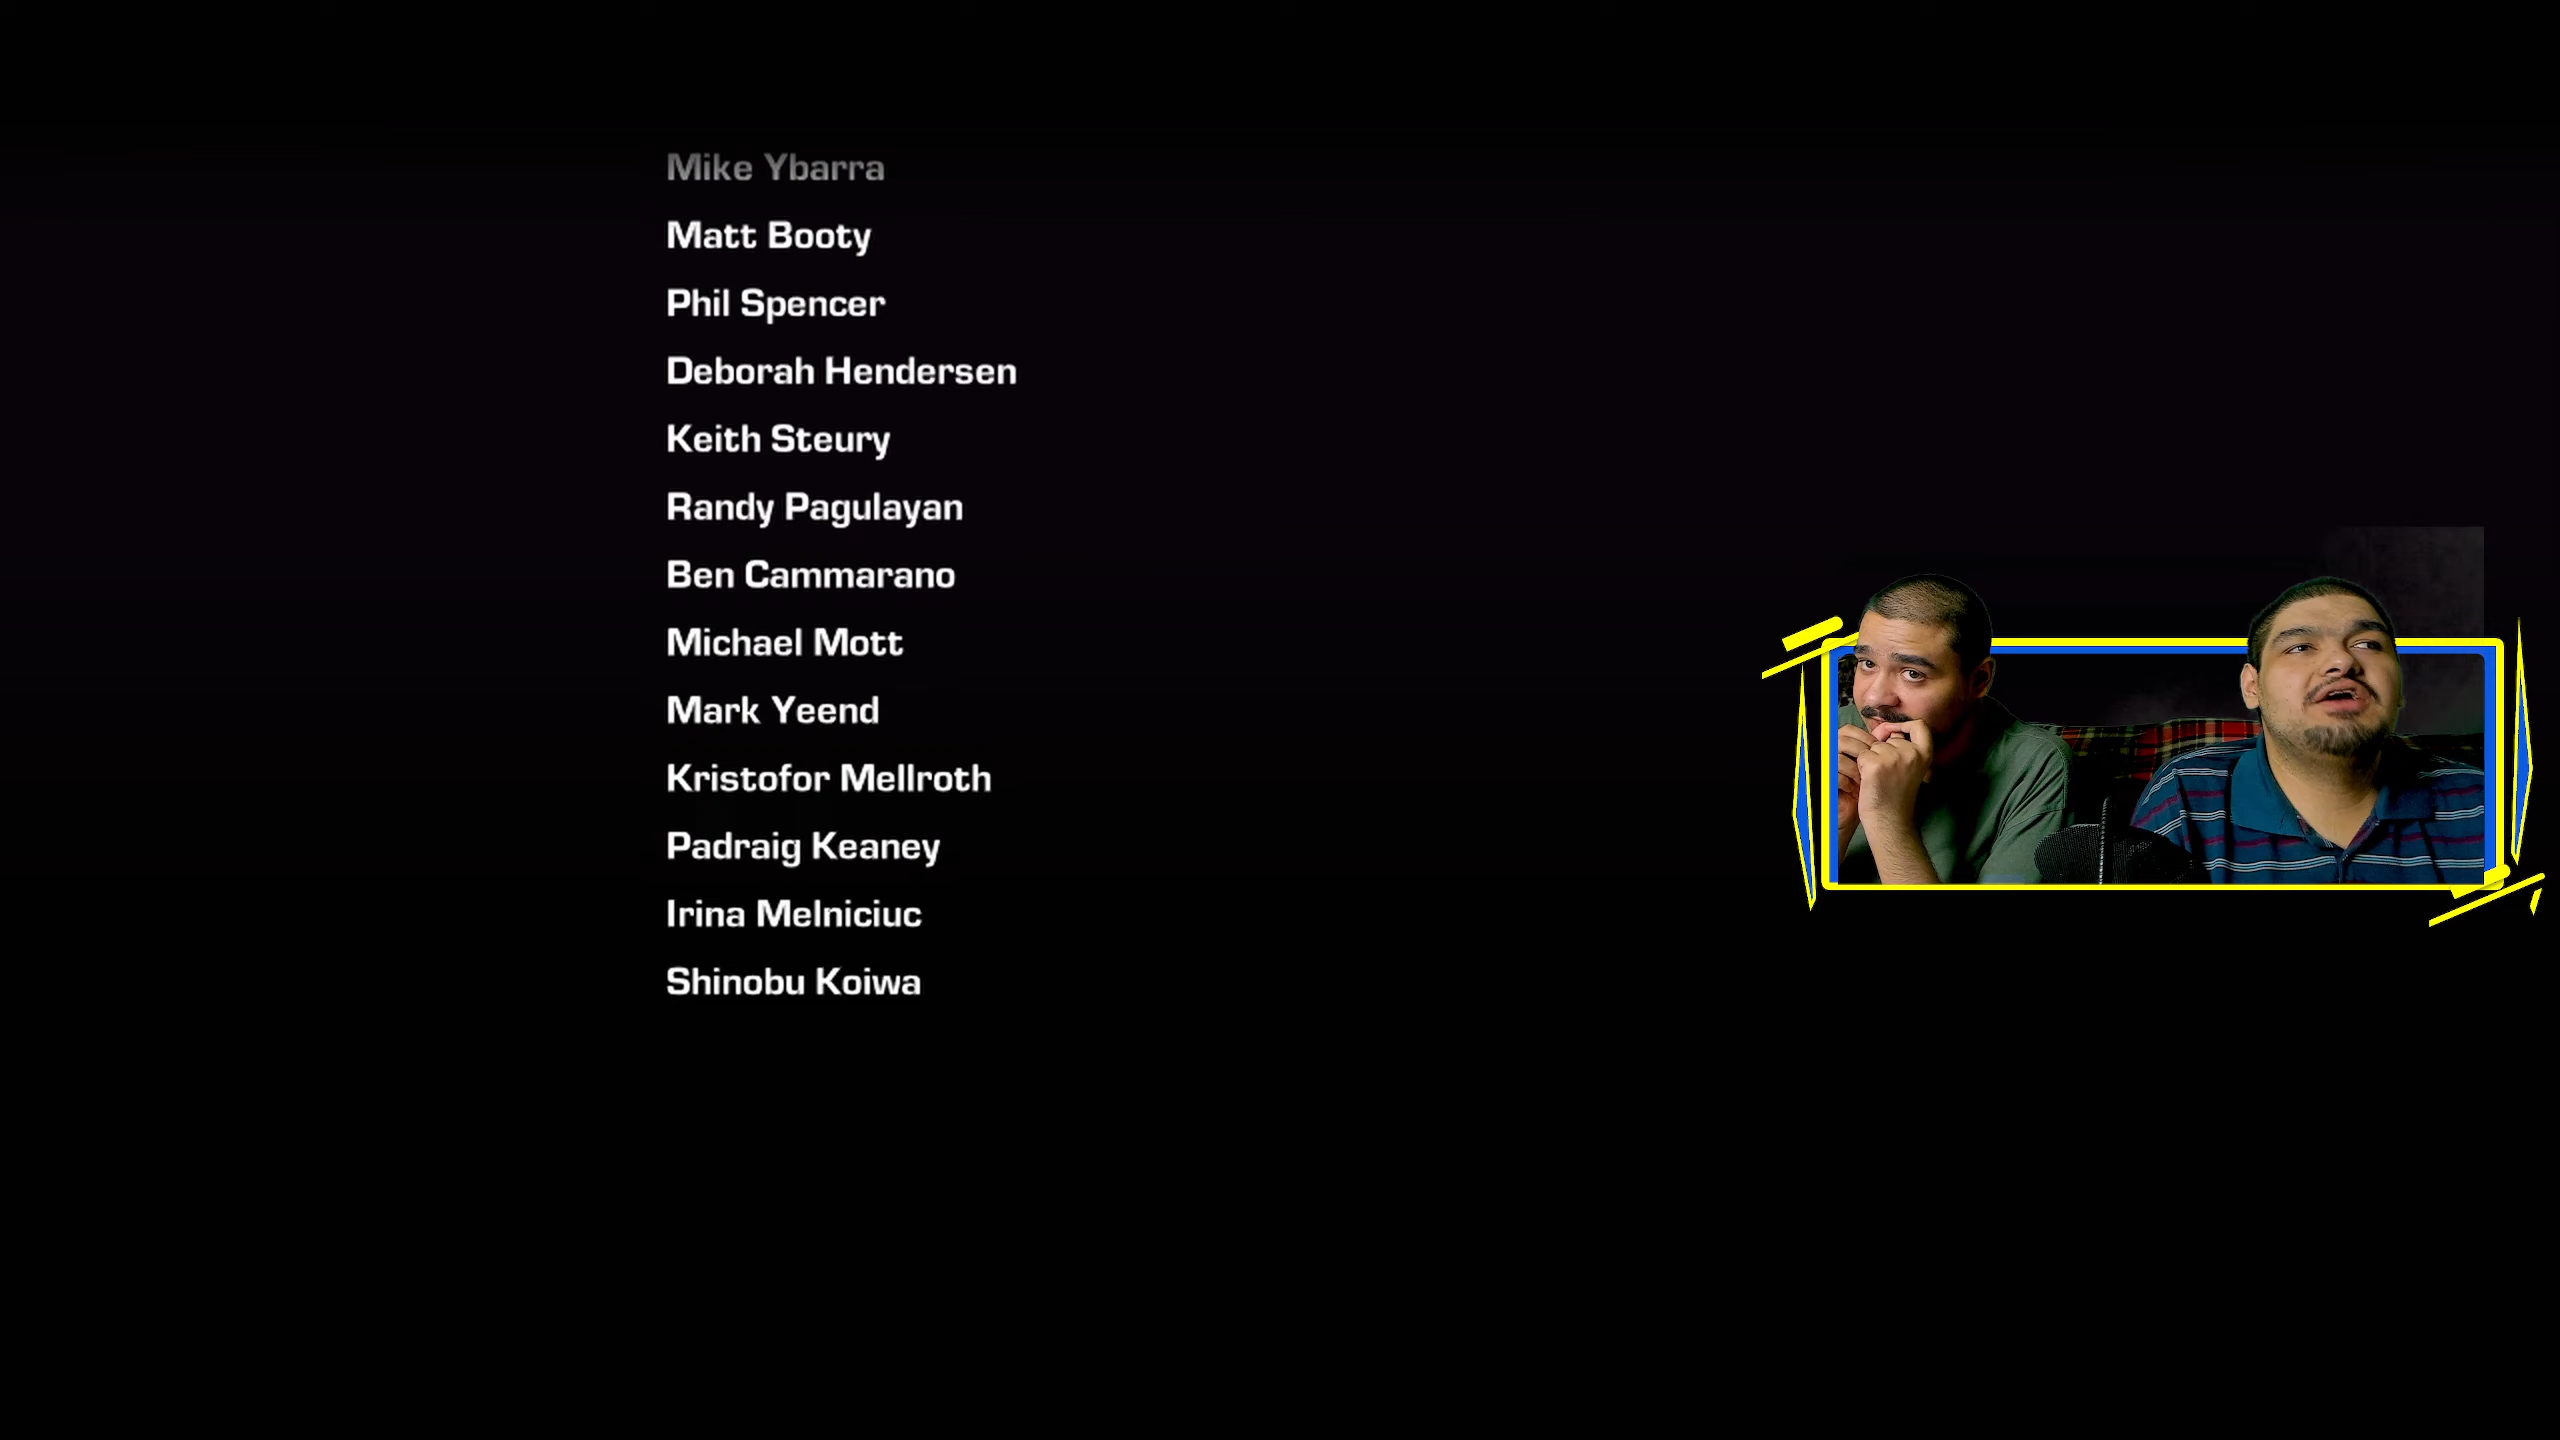 Mike Ybarra
Matt Booty
Phil Spencer
Deborah Hendersen
Keith Steury
Randy Pagulayan
Ben Cammarano
Michael Mott
Mark Yeend
Kristofor Mellroth
Padraig Keaney
Irina Melniciuc
Shinobu Koiwa